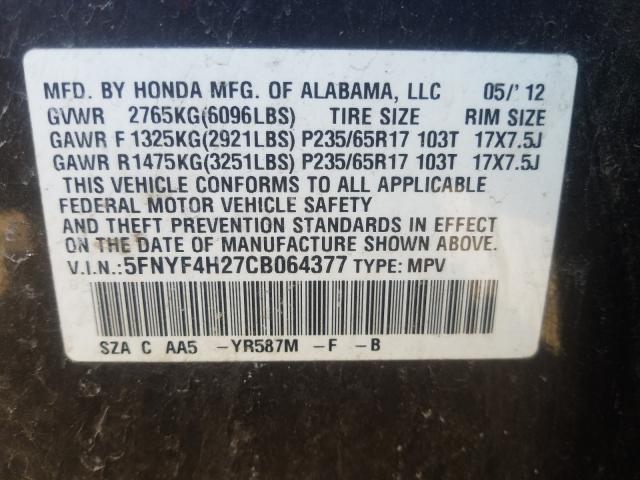 MFD. BY HONDA MFG. OF ALABAMA, LLC 05/'12
GVWR 2765KG(6096LBS) TIRE SIZE RIM SIZE
GAWR F 1325KG(2921LBS) P235/65R17 103T 17X7.5J
GAWR R1475KG(3251LBS) P235/65R17 103T 17X7.5J
THIS VEHICLE CONFORMS TO ALL APPLICABLE
FEDERAL MOTOR VEHICLE SAFETY
AND THEFT PREVENTION STANDARDS IN EFFECT
ON THE DATE OF MANUFACTURE SHOWN ABOVE.
V.I.N.:5FNYF4H27CB064377 TYPE: MPV
SZA C AA5 -YR587M -F -B